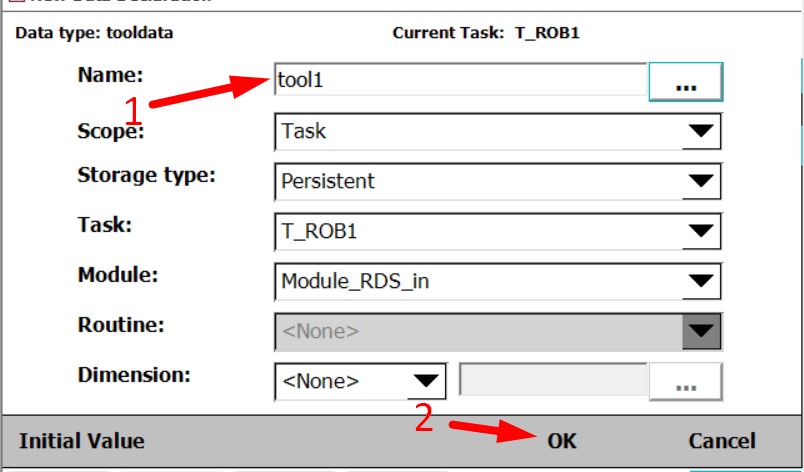 Data type: tooldata Current Task: T_ROB1
Name: tool1 ...
1
Scope: Task
Storage type: Persistent
Task: T_ROB1
Module: Module_RDS_in
Routine: <None>
Dimension: <None> ...
2
Initial Value OK Cancel